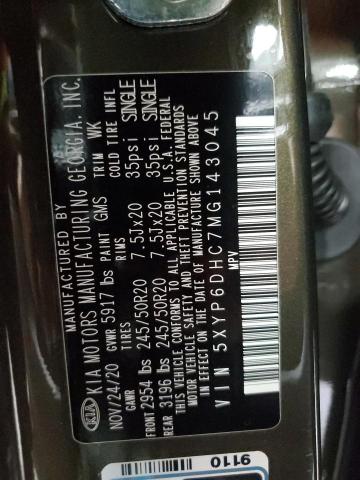 MANUFACTURED BY
KIA KIA MOTORS MANUFACTURING GEORGIA, INC.
NOV/24/20 GVWR 5917 lbs PAINT GMS TRIM WK
GAWR TIRES RIMS COLD TIRE INFL
FRONT 2954 lbs 245/50R20 7.5Jx20 35psi SINGLE
REAR 3196 lbs 245/50R20 7.5Jx20 35psi SINGLE
THIS VEHICLE CONFORMS TO ALL APPLICABLE U.S.A. FEDERAL
MOTOR VEHICLE SAFETY AND THEFT PREVENTION STANDARDS
IN EFFECT ON THE DATE OF MANUFACTURE SHOWN ABOVE
VIN 5XYP6DHC7MG143045
MPV
9110